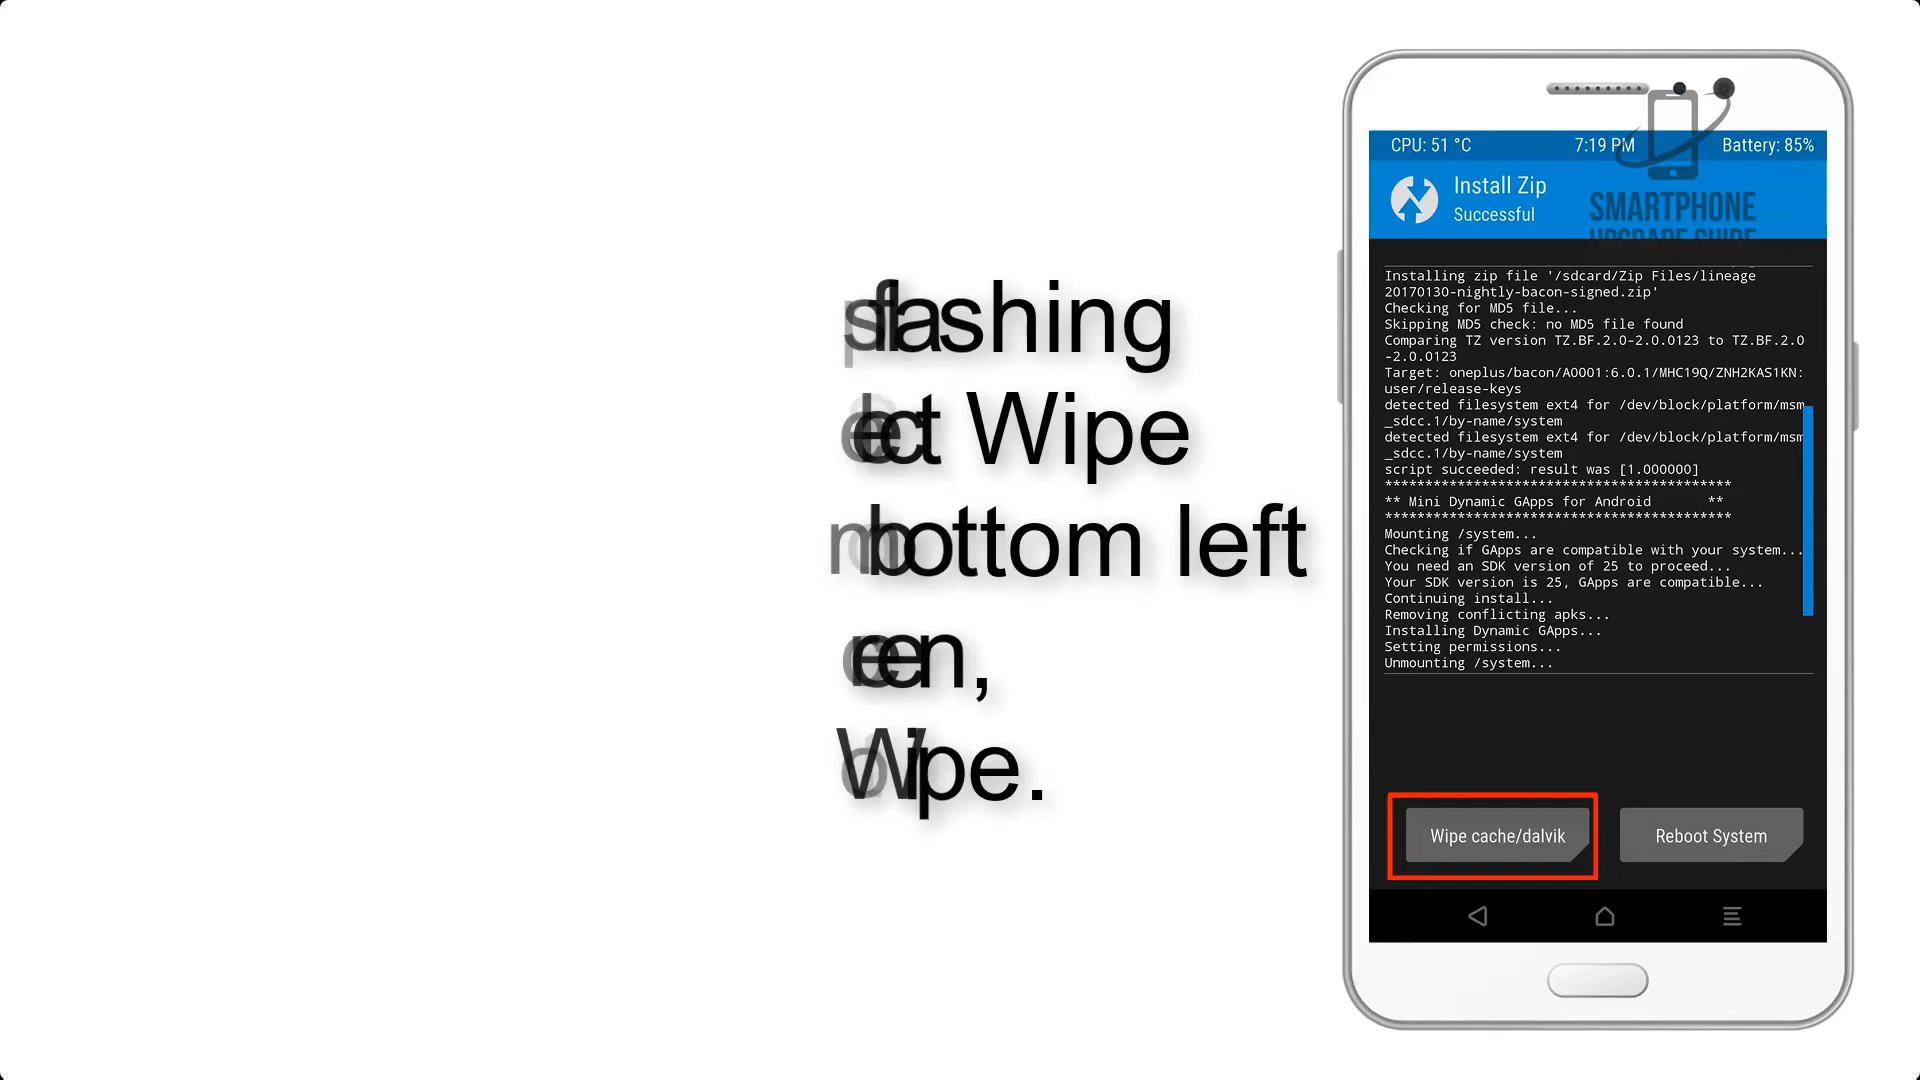 flashing
Wipe
bottom left
Wipe.
CPU: 51 °C 7:19 PM Battery: 85%
Install Zip
Successful
SMARTPHONE
UPGRADE GUIDE
Installing zip file '/sdcard/Zip Files/lineage
20170130-nightly-bacon-signed.zip'
Checking for MD5 file...
Skipping MD5 check: no MD5 file found
Comparing TZ version TZ.BF.2.0-2.0.0123 to TZ.BF.2.0
-2.0.0123
Target: oneplus/bacon/A0001:6.0.1/MHC19Q/ZNH2KAS1KN:
user/release-keys
detected filesystem ext4 for /dev/block/platform/msm
_sdcc.1/by-name/system
detected filesystem ext4 for /dev/block/platform/msm
_sdcc.1/by-name/system
script succeeded: result was [1.000000]
*******************************************
** Mini Dynamic GApps for Android **
*******************************************
Mounting /system...
Checking if GApps are compatible with your system...
You need an SDK version of 25 to proceed...
Your SDK version is 25, GApps are compatible...
Continuing install...
Removing conflicting apks...
Installing Dynamic GApps...
Setting permissions...
Unmounting /system...
Wipe cache/dalvik Reboot System